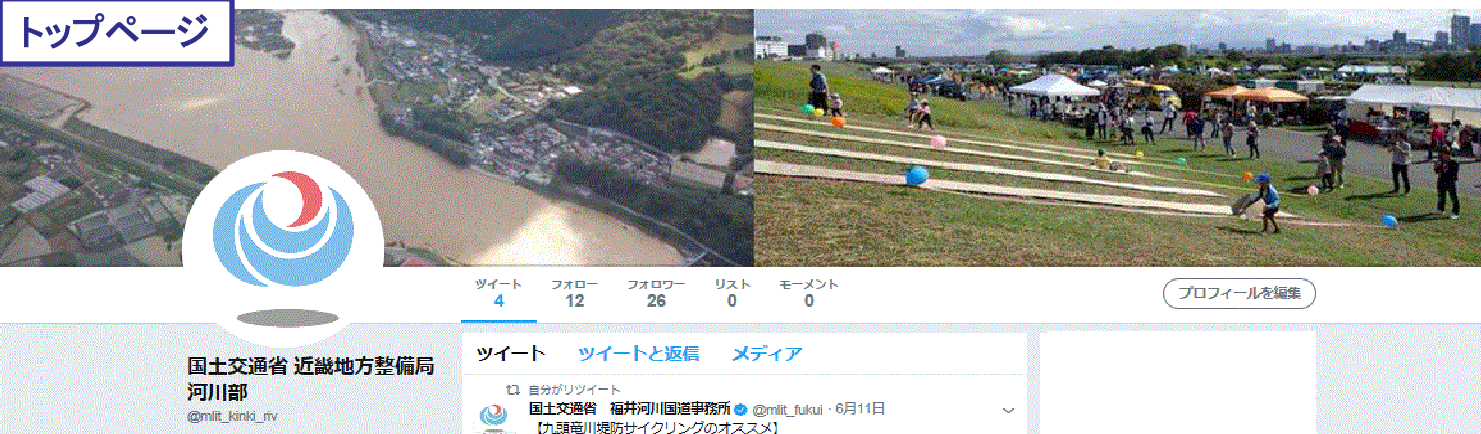 トップページ
ツイート フォロー フォロワー リスト モーメント
4 12 26 0 0
プロフィールを編集
国土交通省 近畿地方整備局
河川部
@mlit_kinki_riv
ツイート ツイートと返信 メディア
自分がリツイート
国土交通省 福井河川国道事務所 @mlit_fukui · 6月11日
【九頭竜川堤防サイクリングのオススメ】